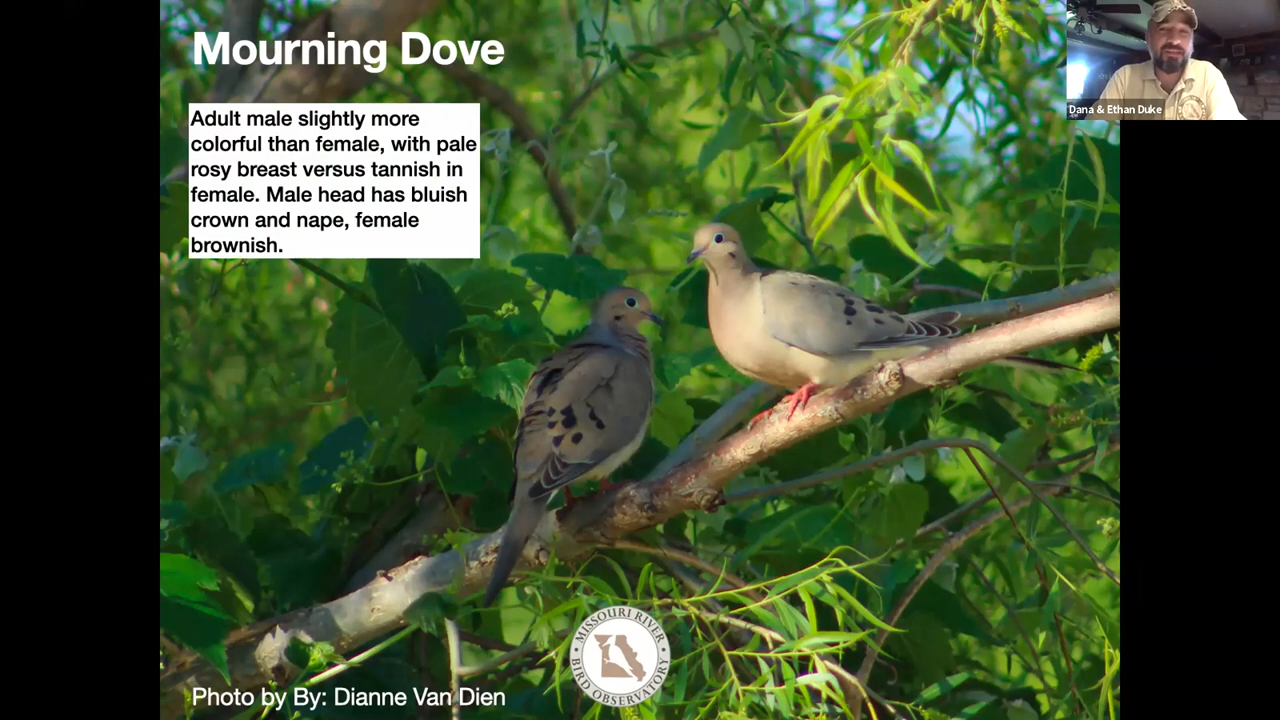 Mourning Dove
Dana & Ethan Duke
Adult male slightly more
colorful than female, with pale
rosy breast versus tannish in
female. Male head has bluish
crown and nape, female
brownish.
MISSOURI RIVER
BIRD OBSERVATORY
Photo by By: Dianne Van Dien